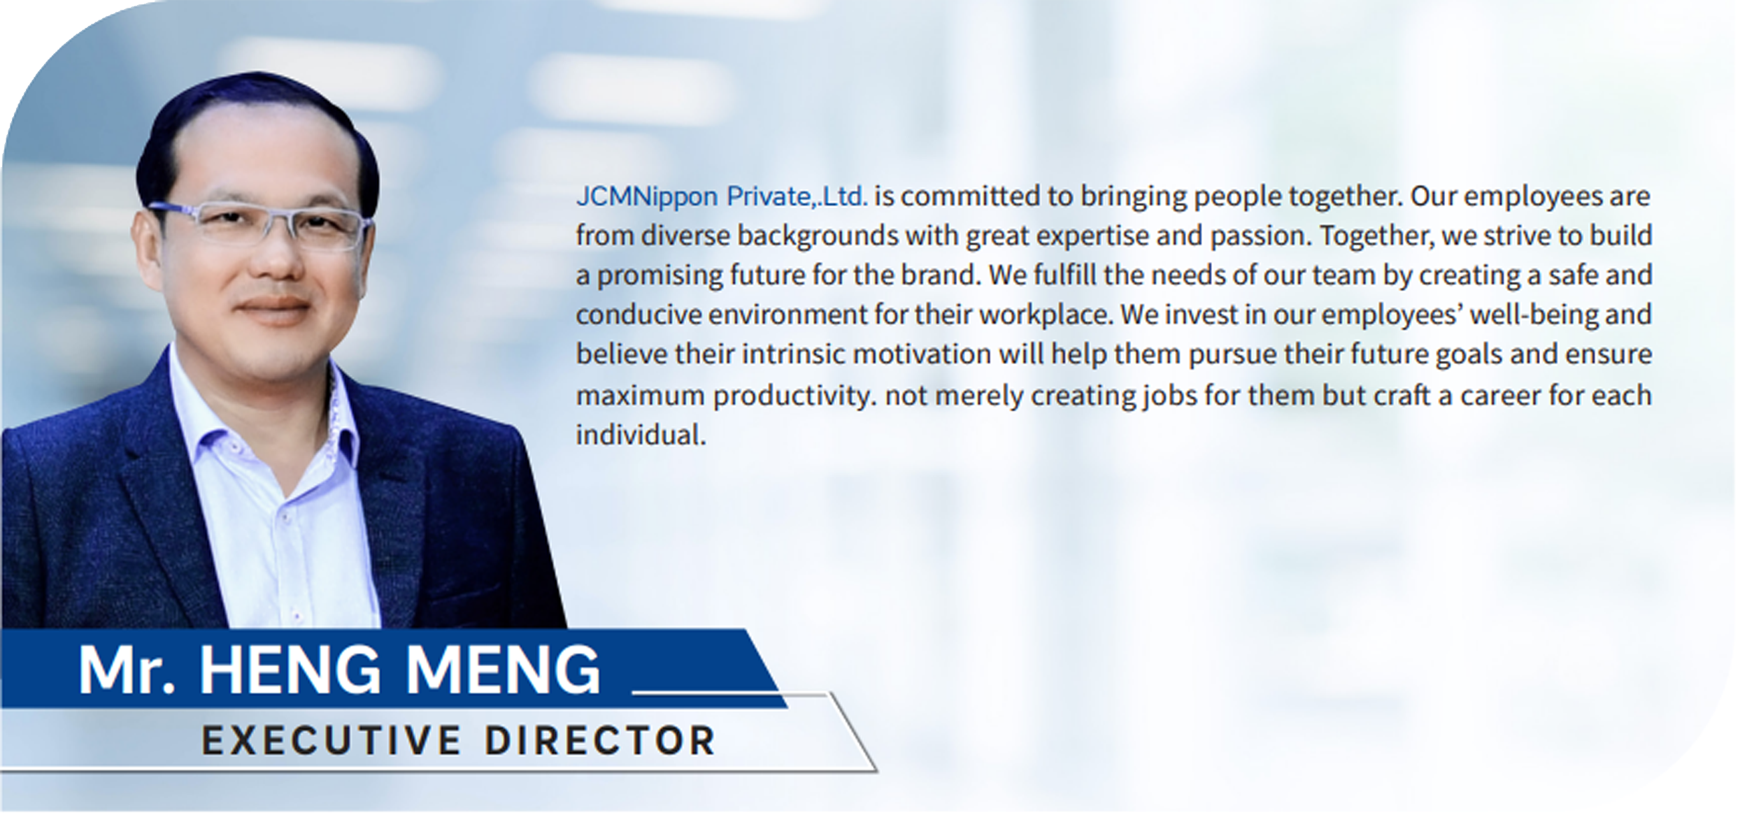 JCMNippon Private,.Ltd. is committed to bringing people together. Our employees are
from diverse backgrounds with great expertise and passion. Together, we strive to build
a promising future for the brand. We fulfill the needs of our team by creating a safe and
conducive environment for their workplace. We invest in our employees’ well-being and
believe their intrinsic motivation will help them pursue their future goals and ensure
maximum productivity. not merely creating jobs for them but craft a career for each
individual.
Mr. HENG MENG
EXECUTIVE DIRECTOR